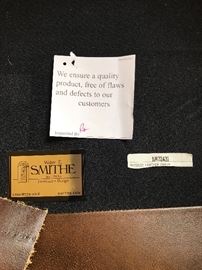 We ensure a quality
product, free of flaws
and defects to our
customers
Inspected By
Walter E.
SMITHE
Furniture + Design